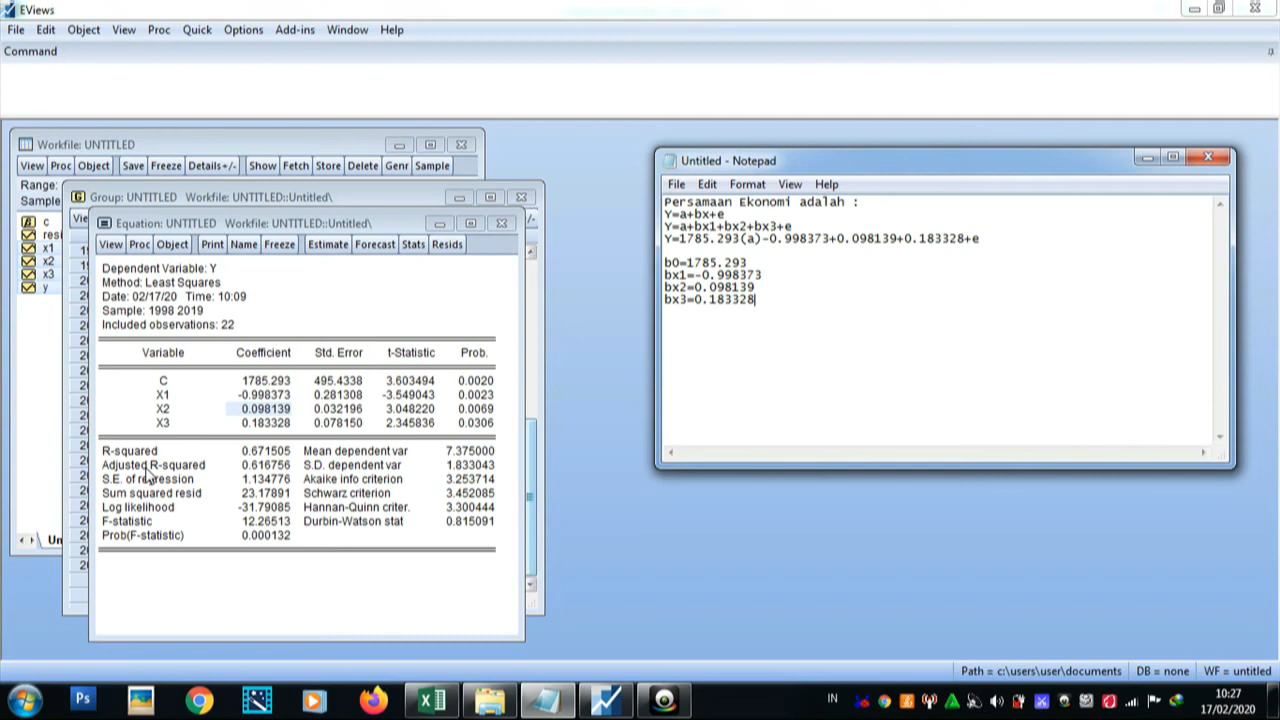 EViews
File Edit Object View Proc Quick Options Add-ins Window Help
Command
Workfile: UNTITLED
View Proc Object Save Freeze Details+/- Show Fetch Store Delete Genr Sample
Range:
Sample
c
resi
x1
x2
x3
y
Group: UNTITLED Workfile: UNTITLED::Untitled\
Equation: UNTITLED Workfile: UNTITLED::Untitled\
View Proc Object Print Name Freeze Estimate Forecast Stats Resids
Dependent Variable: Y
Method: Least Squares
Date: 02/17/20 Time: 10:09
Sample: 1998 2019
Included observations: 22
Variable Coefficient Std. Error t-Statistic Prob.
C 1785.293 495.4338 3.603494 0.0020
X1 -0.998373 0.281308 -3.549043 0.0023
X2 0.098139 0.032196 3.048220 0.0069
X3 0.183328 0.078150 2.345836 0.0306
R-squared 0.671505 Mean dependent var 7.375000
Adjusted R-squared 0.616756 S.D. dependent var 1.833043
S.E. of regression 1.134776 Akaike info criterion 3.253714
Sum squared resid 23.17891 Schwarz criterion 3.452085
Log likelihood -31.79085 Hannan-Quinn criter. 3.300444
F-statistic 12.26513 Durbin-Watson stat 0.815091
Prob(F-statistic) 0.000132
Untitled - Notepad
File Edit Format View Help
Persamaan Ekonomi adalah :
Y=a+bx+e
Y=a+bx1+bx2+bx3+e
Y=1785.293(a)-0.998373+0.098139+0.183328+e
b0=1785.293
bx1=-0.998373
bx2=0.098139
bx3=0.183328
Path = c:\users\user\documents DB = none WF = untitled
Ps
IN
10:27
17/02/2020